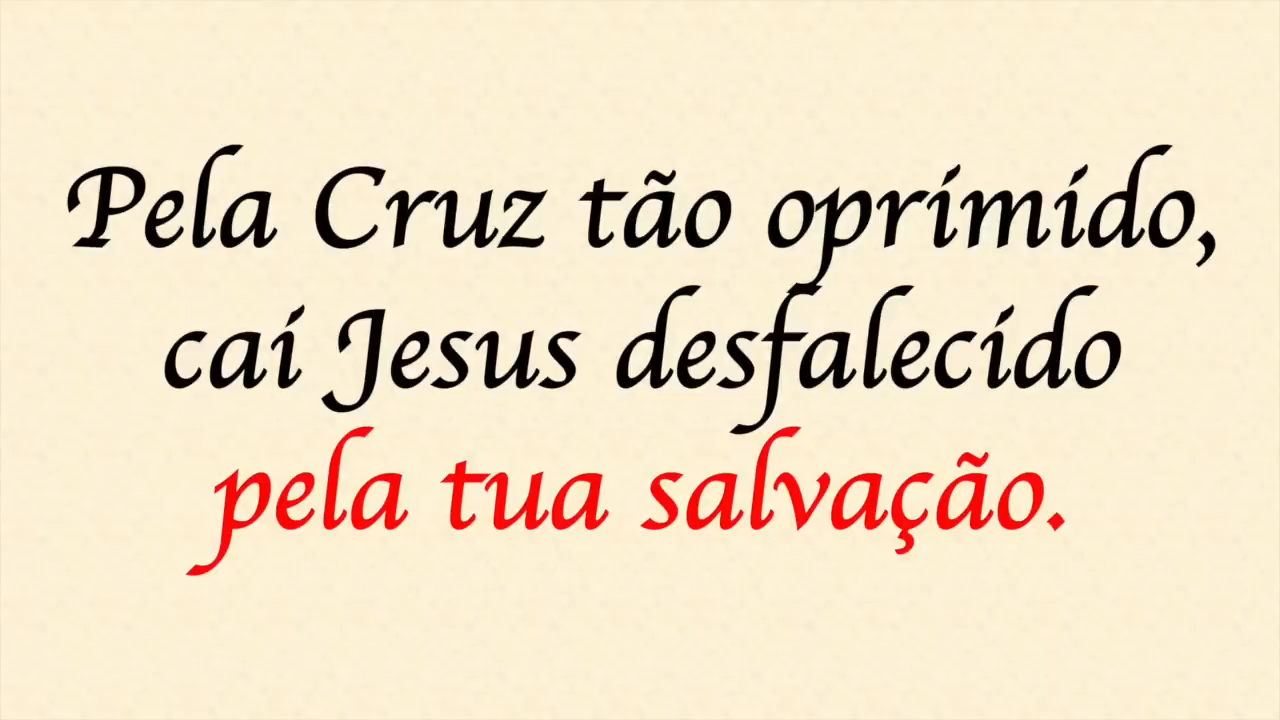 Pela Cruz tão oprimido,
cai Jesus desfalecido
pela tua salvação.